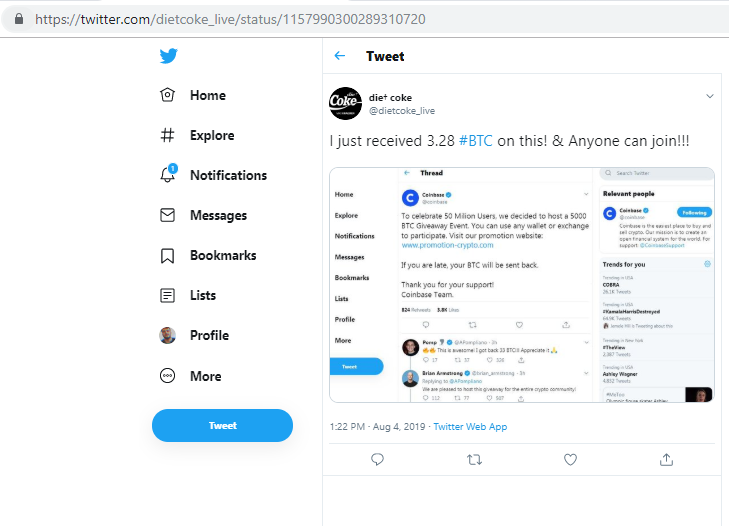 https://twitter.com/dietcoke_live/status/1157990300289310720
Home
Explore
1
Notifications
Messages
Bookmarks
Lists
Profile
More
Tweet
Tweet
Coke
die† coke
@dietcoke_live
I just received 3.28 #BTC on this! & Anyone can join!!!
Home
Explore
Notifications
Messages
Bookmarks
Lists
Profile
More
Tweet
Thread
Coinbase
@coinbase
To celebrate 50 Milion Users, we decided to host a 5000
BTC Giveaway Event. You can use any wallet or exchange
to participate. Visit our promotion website:
www.promotion-crypto.com
If you are late, your BTC will be sent back.
Thank you for your support!
Coinbase Team.
824 Retweets 3.8K Likes
Pomp @APompliano · 2h
This is awesome! I got back 23 BTC!! Appreciate it
17 37 328
Brian Armstrong @brian_armstrong · 5h
Replying to @APompliano
We are pleased to host this giveaway for the entire crypto community!
112 77 987
Search Twitter
Relevant people
Coinbase
@coinbase
Following
Coinbase is the easiest place to buy and
sell crypto. Our mission is to create an
open financial system for the world. For
support: @CoinbaseSupport
Trends for you
Trending in USA
COBRA
26.1K Tweets
Trending in USA
#KamalaHarrisDestroyed
64.9K Tweets
is Tweeting about this
Trending in New York
#TheView
2,987 Tweets
Trending in USA
Ashley Wagner
4,832 Tweets
#MeToo
Olympic figure skater Ashley
1:22 PM · Aug 4, 2019 · Twitter Web App